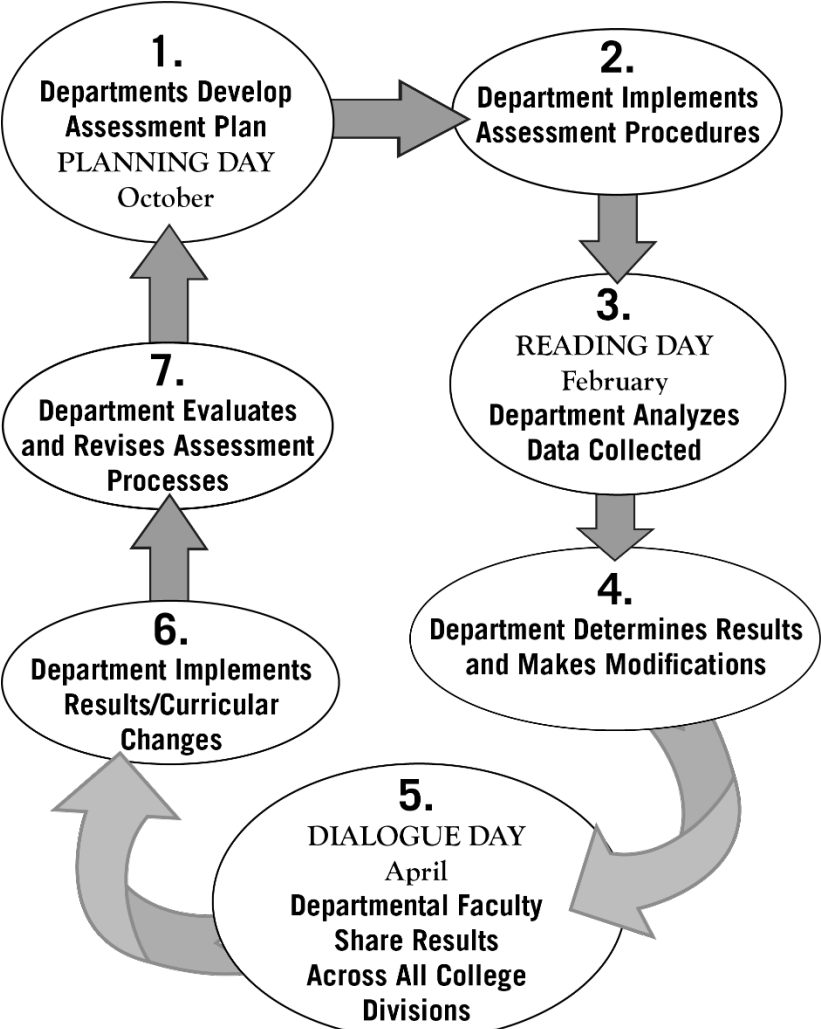 1.
Departments Develop
Assessment Plan
PLANNING DAY
October
2.
Department Implements
Assessment Procedures
3.
READING DAY
February
Department Analyzes
Data Collected
4.
Department Determines Results
and Makes Modifications
5.
DIALOGUE DAY
April
Departmental Faculty
Share Results
Across All College
Divisions
6.
Department Implements
Results/Curricular
Changes
7.
Department Evaluates
and Revises Assessment
Processes